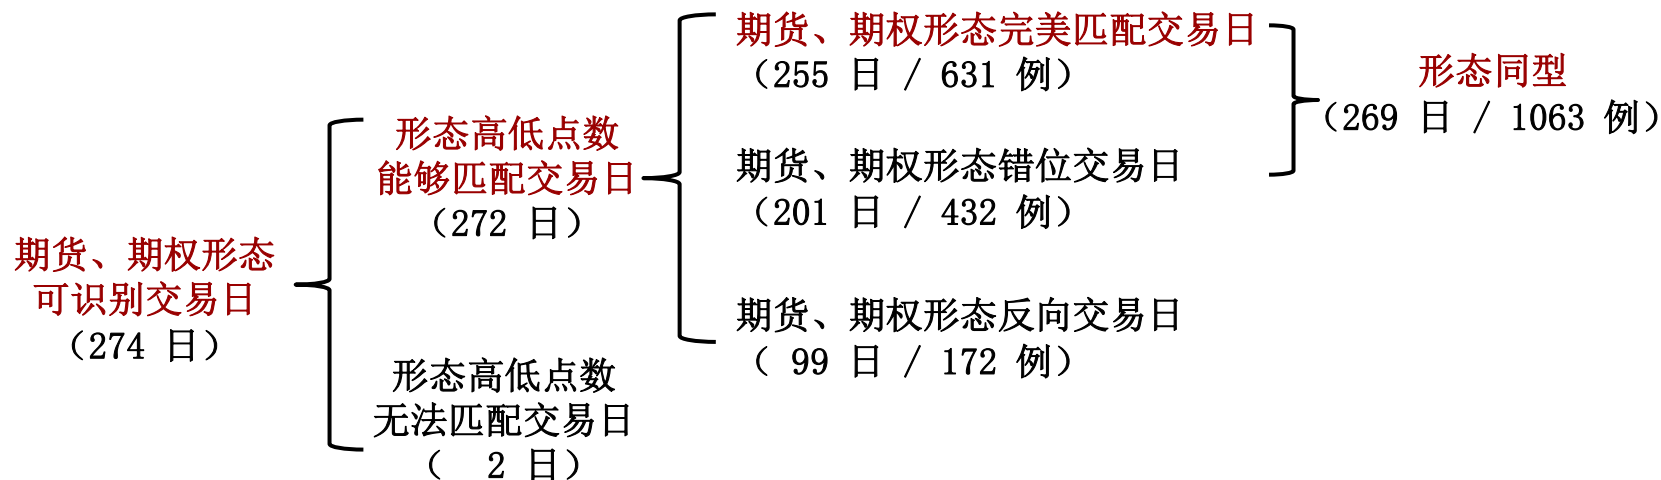 期货、期权形态
可识别交易日
（274 日）
形态高低点数
能够匹配交易日
（272 日）
形态高低点数
无法匹配交易日
（ 2 日）
期货、期权形态完美匹配交易日
（255 日 / 631 例）
期货、期权形态错位交易日
（201 日 / 432 例）
期货、期权形态反向交易日
（ 99 日 / 172 例）
形态同型
（269 日 / 1063 例）